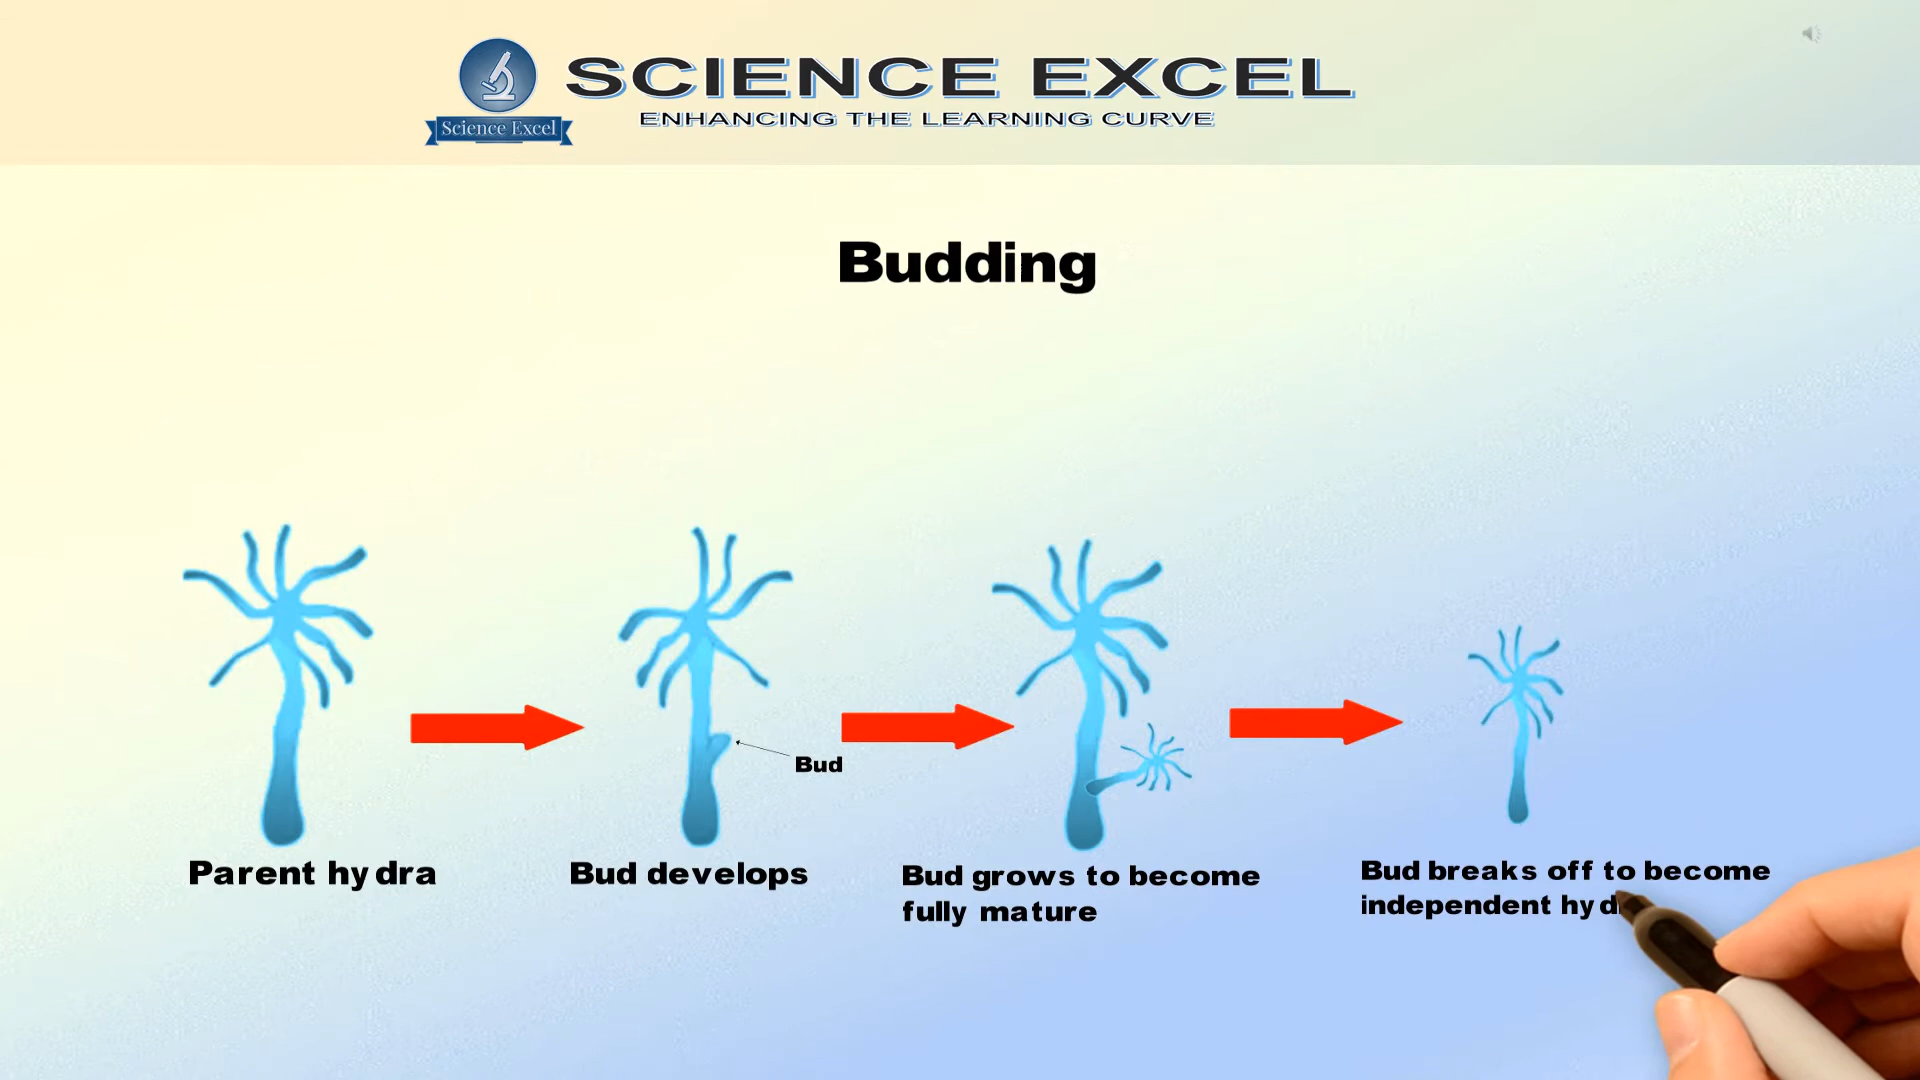 SCIENCE EXCEL
ENHANCING THE LEARNING CURVE
Science Excel
Budding
Bud
Parent hydra
Bud develops
Bud grows to become
fully mature
Bud breaks off to become
independent hyd